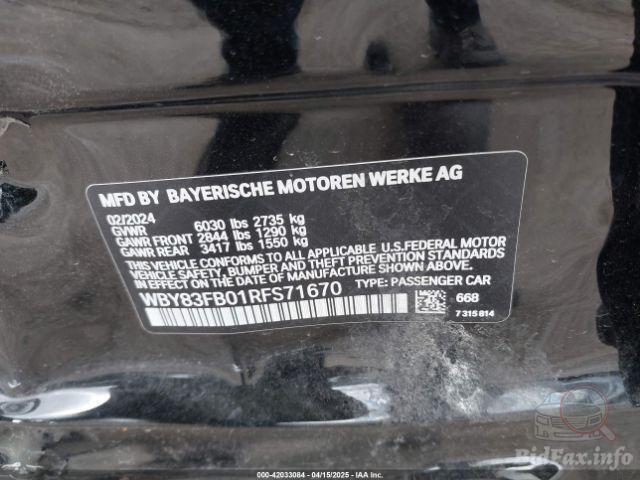 MFD BY BAYERISCHE MOTOREN WERKE AG
02/2024
GVWR 6030 lbs 2735 kg
GAWR FRONT 2844 lbs 1290 kg
GAWR REAR 3417 lbs 1550 kg
THIS VEHICLE CONFORMS TO ALL APPLICABLE U.S.FEDERAL MOTOR
VEHICLE SAFETY, BUMPER, AND THEFT PREVENTION STANDARDS
IN EFFECT ON THE DATE OF MANUFACTURE SHOWN ABOVE.
WBY83FB01RFS71670 TYPE: PASSENGER CAR
668
7 315 814
BidFax.info
000-42033084 - 04/15/2025 - IAA Inc.